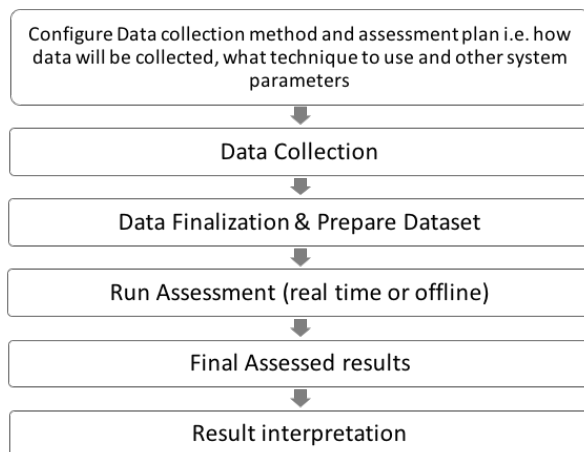 Configure Data collection method and assessment plan i.e. how
data will be collected, what technique to use and other system
parameters
Data Collection
Data Finalization & Prepare Dataset
Run Assessment (real time or offline)
Final Assessed results
Result interpretation